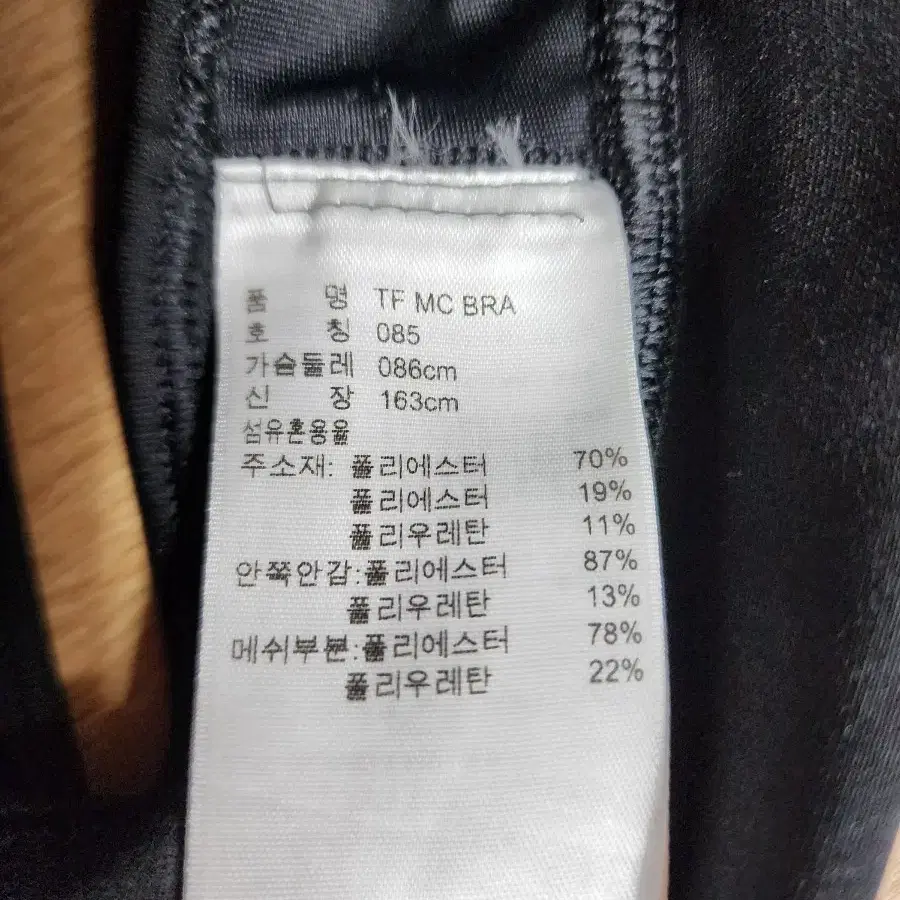 품 명 TF MC BRA
호 칭 085
가슴둘레 086cm
신 장 163cm
섬유혼용율
주소재: 폴리에스터 70%
폴리에스터 19%
폴리우레탄 11%
안쪽안감:폴리에스터 87%
폴리우레탄 13%
메쉬부분:폴리에스터 78%
폴리우레탄 22%